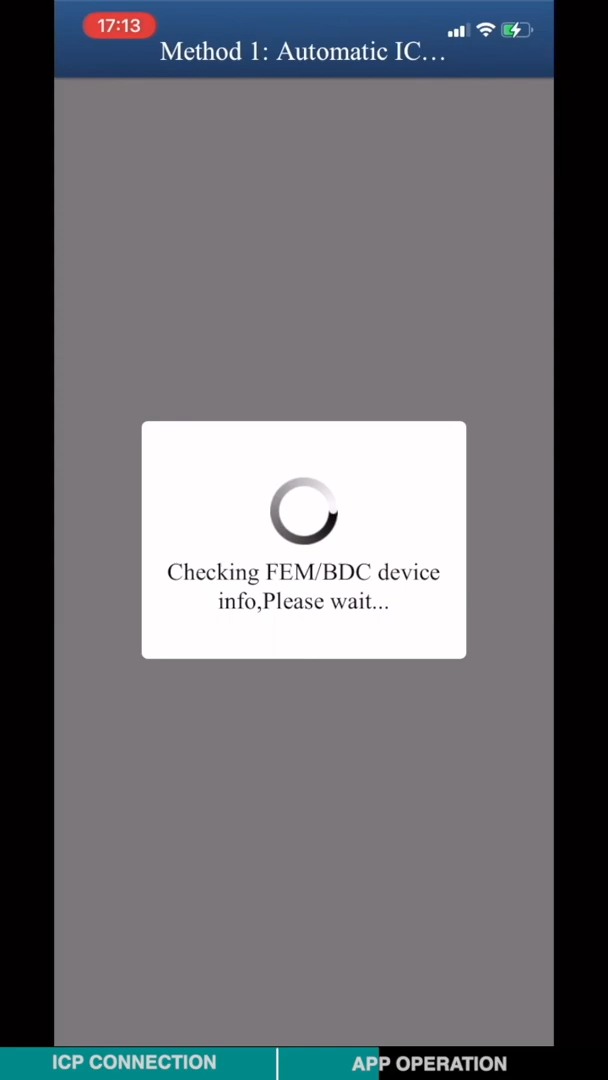 17:13
Method 1: Automatic IC...
Checking FEM/BDC device
info,Please wait...
ICP CONNECTION
APP OPERATION